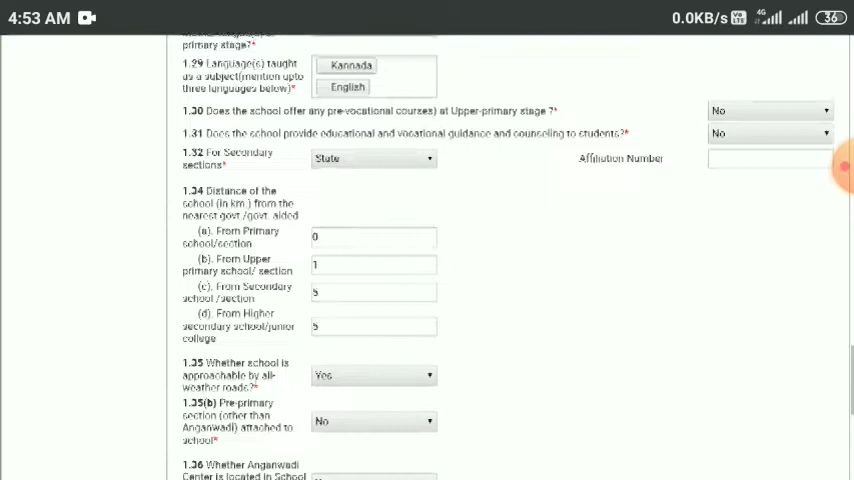 4:53 AM 0.0KB/s 4G 36
primary stage?*
1.29 Language(s) taught
as a subject(mention upto
three languages below)*
Kannada
English
1.30 Does the school offer any pre-vocational courses) at Upper-primary stage ?*
No
1.31 Does the school provide educational and vocational guidance and counseling to students?*
No
1.32 For Secondary
sections*
State
Affiliation Number
1.34 Distance of the
school (in km.) from the
nearest govt./govt. aided
(a). From Primary
school/section
0
(b). From Upper
primary school/ section
1
(c). From Secondary
school /section
5
(d). From Higher
secondary school/junior
college
5
1.35 Whether school is
approachable by all-
weather roads?*
Yes
1.35(b) Pre-primary
section (other than
Anganwadi) attached to
school*
No
1.36 Whether Anganwadi
Center is located in School